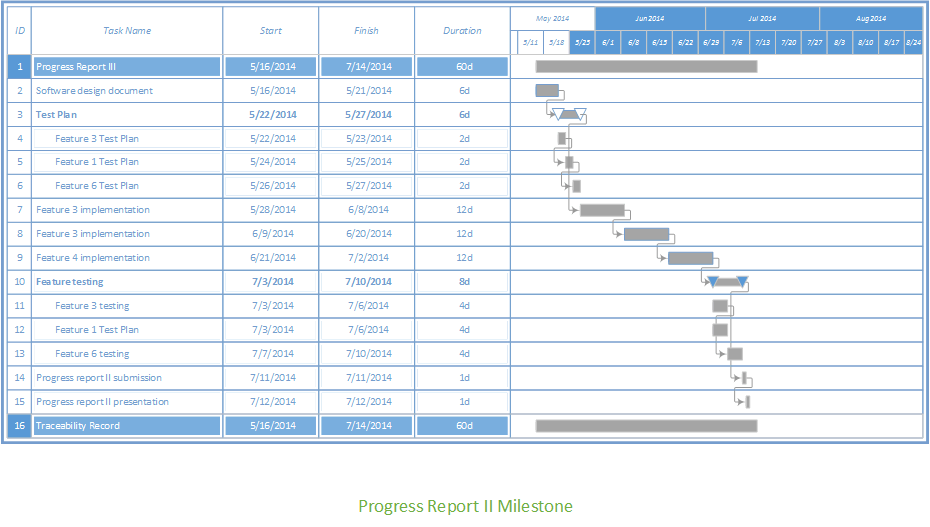 ID Task Name Start Finish Duration May 2014 Jun 2014 Jul 2014 Aug 2014
5/11 5/18 5/25 6/1 6/8 6/15 6/22 6/29 7/6 7/13 7/20 7/27 8/3 8/10 8/17 8/24
1 Progress Report III 5/16/2014 7/14/2014 60d
2 Software design document 5/16/2014 5/21/2014 6d
3 Test Plan 5/22/2014 5/27/2014 6d
4 Feature 3 Test Plan 5/22/2014 5/23/2014 2d
5 Feature 1 Test Plan 5/24/2014 5/25/2014 2d
6 Feature 6 Test Plan 5/26/2014 5/27/2014 2d
7 Feature 3 implementation 5/28/2014 6/8/2014 12d
8 Feature 3 implementation 6/9/2014 6/20/2014 12d
9 Feature 4 implementation 6/21/2014 7/2/2014 12d
10 Feature testing 7/3/2014 7/10/2014 8d
11 Feature 3 testing 7/3/2014 7/6/2014 4d
12 Feature 1 Test Plan 7/3/2014 7/6/2014 4d
13 Feature 6 testing 7/7/2014 7/10/2014 4d
14 Progress report II submission 7/11/2014 7/11/2014 1d
15 Progress report II presentation 7/12/2014 7/12/2014 1d
16 Traceability Record 5/16/2014 7/14/2014 60d
Progress Report II Milestone